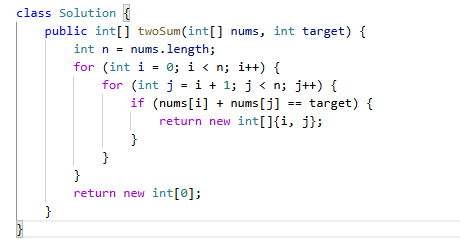 class Solution {
    public int[] twoSum(int[] nums, int target) {
        int n = nums.length;
        for (int i = 0; i < n; i++) {
            for (int j = i + 1; j < n; j++) {
                if (nums[i] + nums[j] == target) {
                    return new int[]{i, j};
                }
            }
        }
        return new int[0];
    }
}